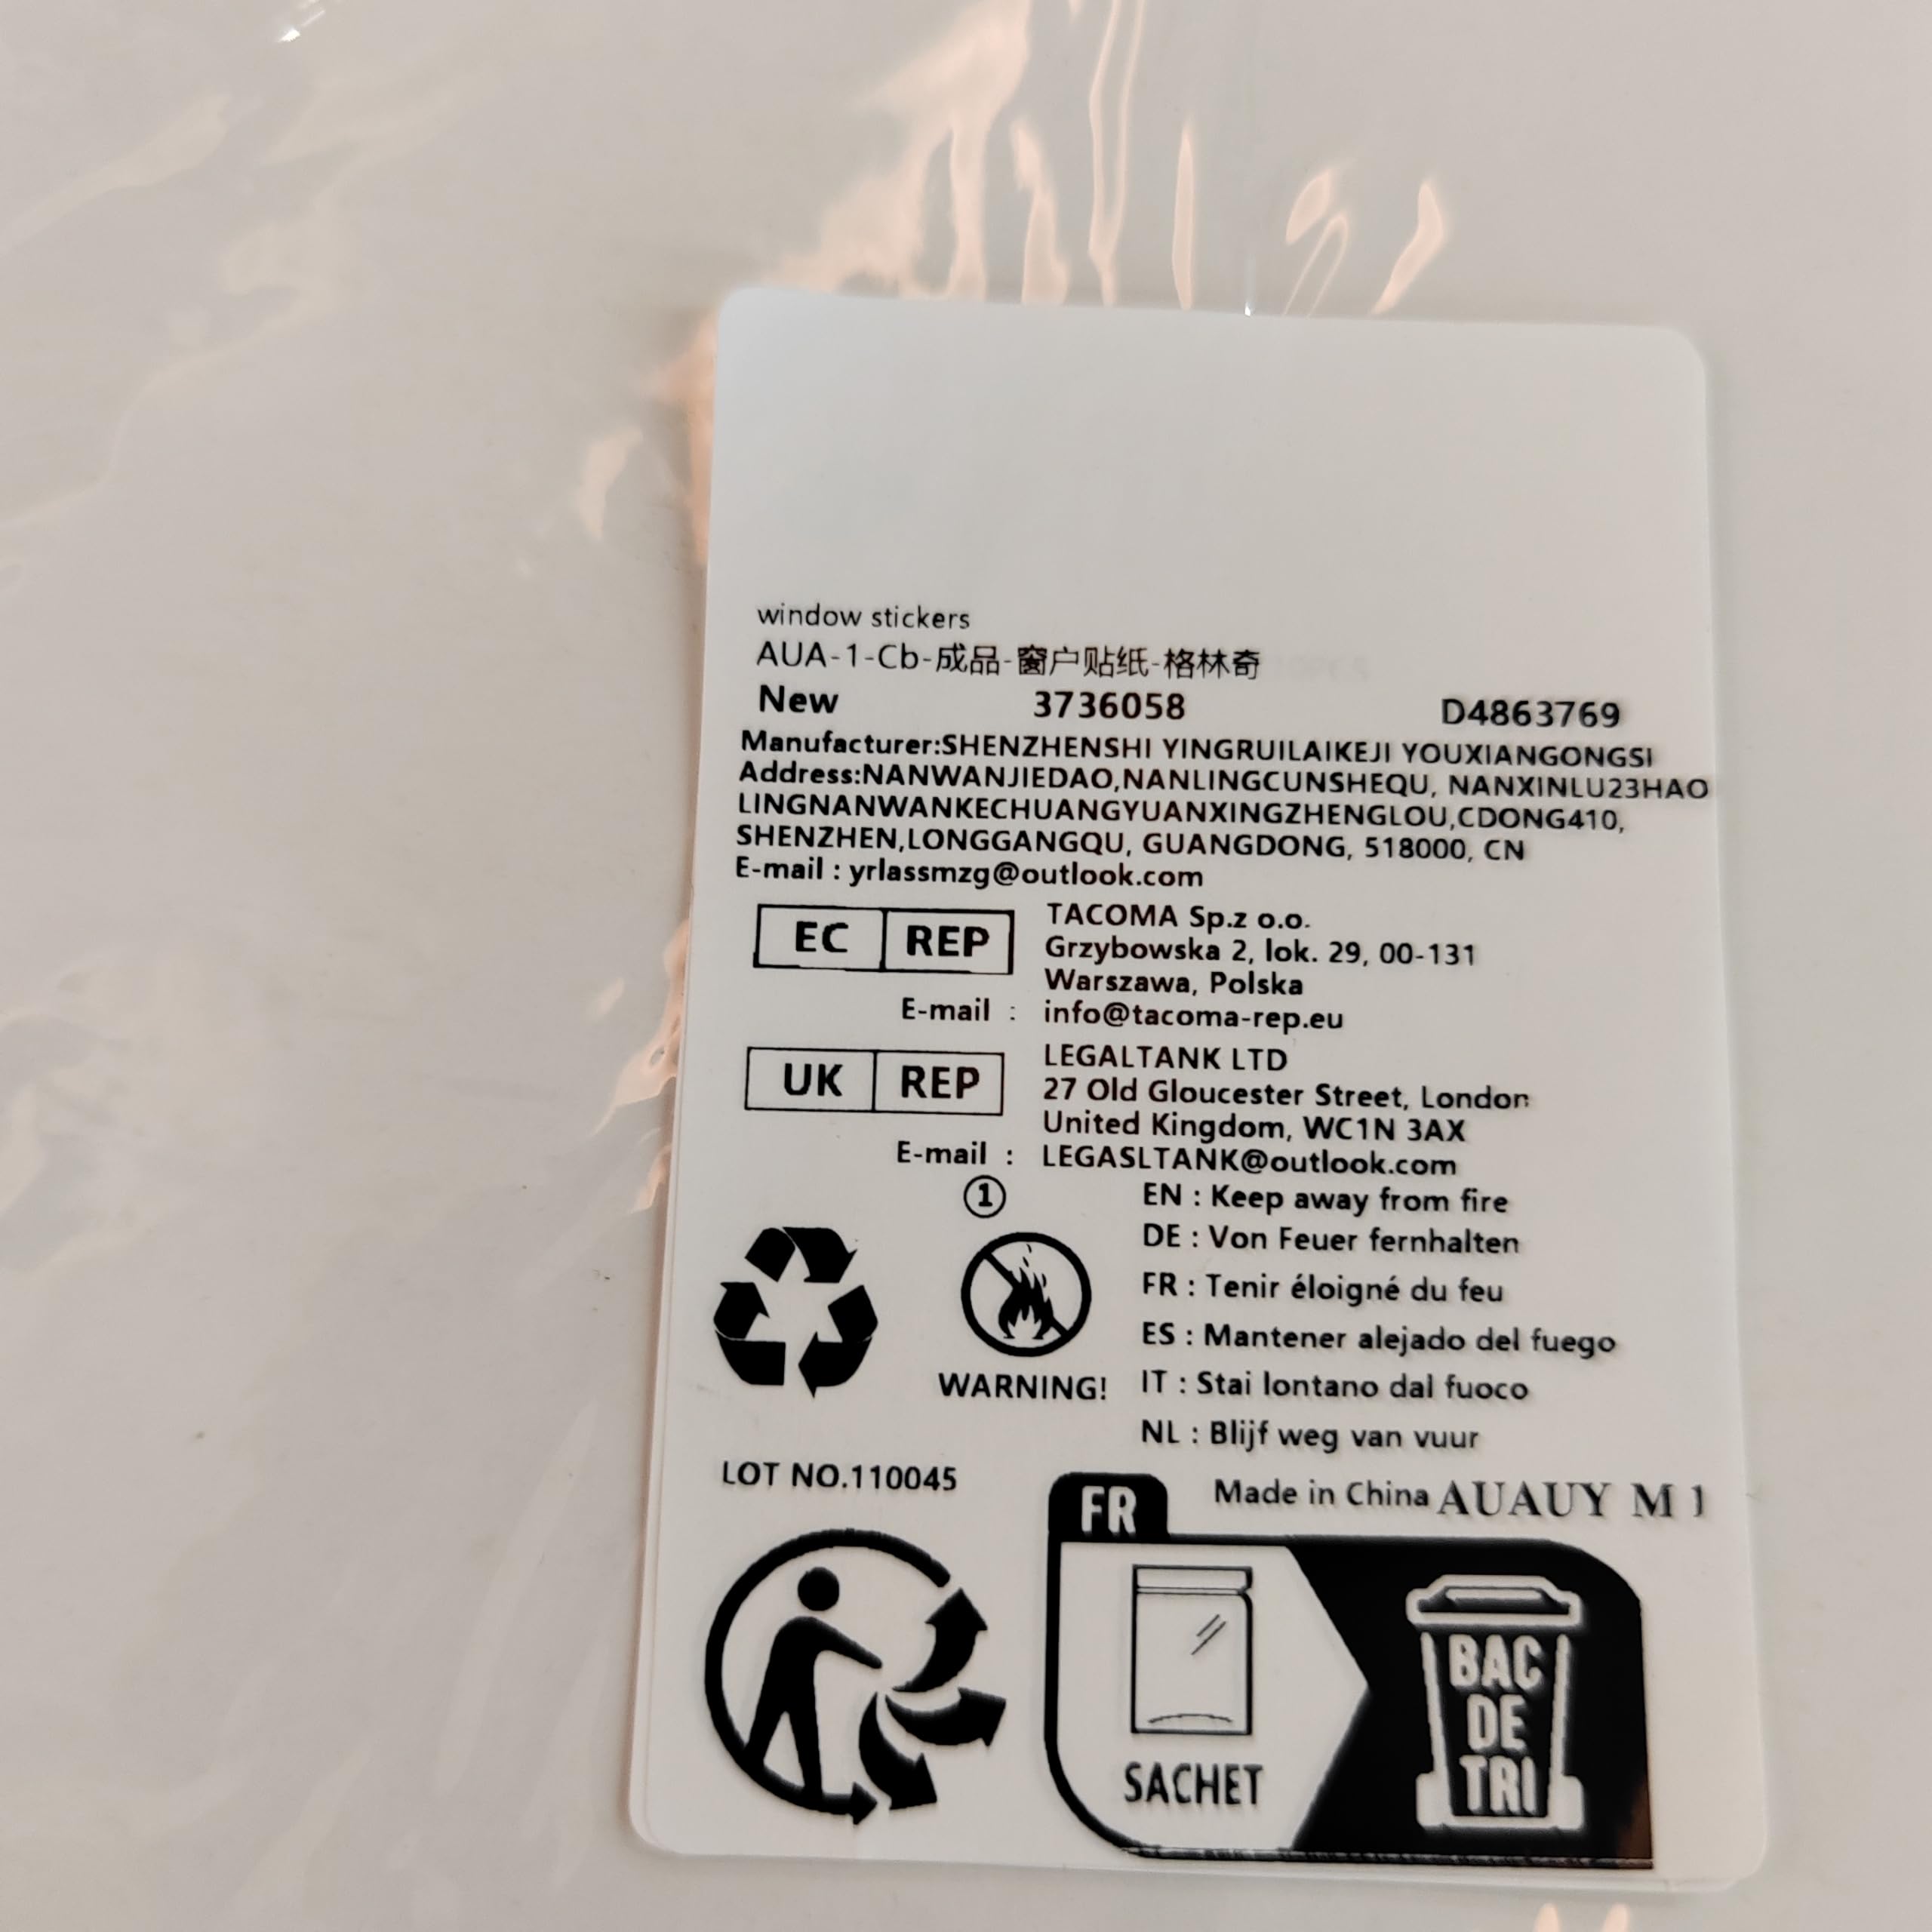 window stickers
AUA-1-Cb-成品-窗户贴纸-格林奇
New 3736058 D4863769
Manufacturer:SHENZHENSHI YINGRUILAIKEJI YOUXIANGONGSI
Address:NANWANJIEDAO,NANLINGCUNSHEQU, NANXINLU23HAO
LINGNANWANKECHUANGYUANXINGZHENGLOU,CDONG410,
SHENZHEN,LONGGANGQU, GUANGDONG, 518000, CN
E-mail : yrlassmzg@outlook.com
EC REP
TACOMA Sp.z o.o.
Grzybowska 2, lok. 29, 00-131
Warszawa, Polska
E-mail : info@tacoma-rep.eu
UK REP
LEGALTANK LTD
27 Old Gloucester Street, London
United Kingdom, WC1N 3AX
E-mail : LEGASLTANK@outlook.com
①
WARNING!
EN : Keep away from fire
DE : Von Feuer fernhalten
FR : Tenir éloigné du feu
ES : Mantener alejado del fuego
IT : Stai lontano dal fuoco
NL : Blijf weg van vuur
LOT NO.110045
Made in China AUAUY M 1
FR
SACHET
BAC
DE
TRI